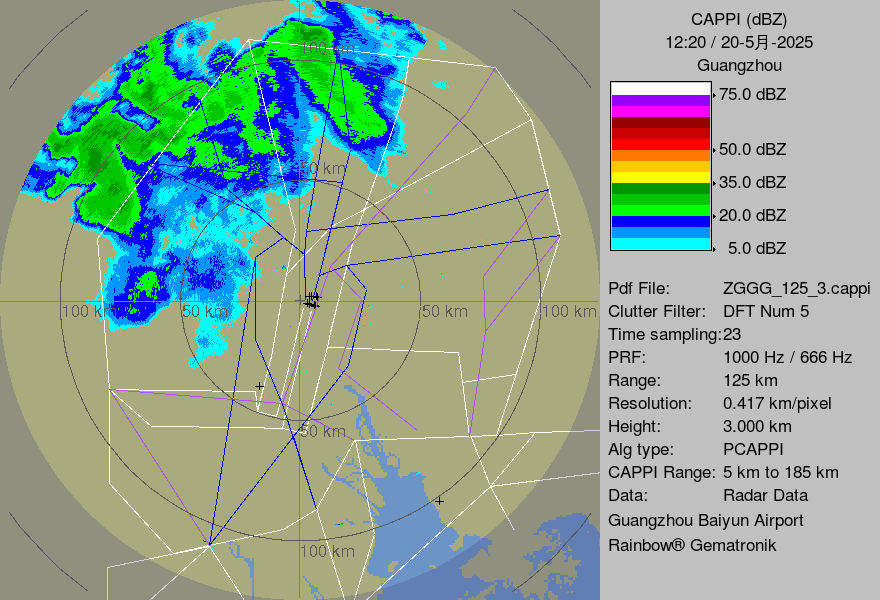 CAPPI (dBZ)
12:20 / 20-5月-2025
Guangzhou
75.0 dBZ
50.0 dBZ
35.0 dBZ
20.0 dBZ
5.0 dBZ
Pdf File: ZGGG_125_3.cappi
Clutter Filter: DFT Num 5
Time sampling:23
PRF: 1000 Hz / 666 Hz
Range: 125 km
Resolution: 0.417 km/pixel
Height: 3.000 km
Alg type: PCAPPI
CAPPI Range: 5 km to 185 km
Data: Radar Data
Guangzhou Baiyun Airport
Rainbow® Gematronik
100 km
50 km
100 km
50 km
50 km
100 km
50 km
100 km